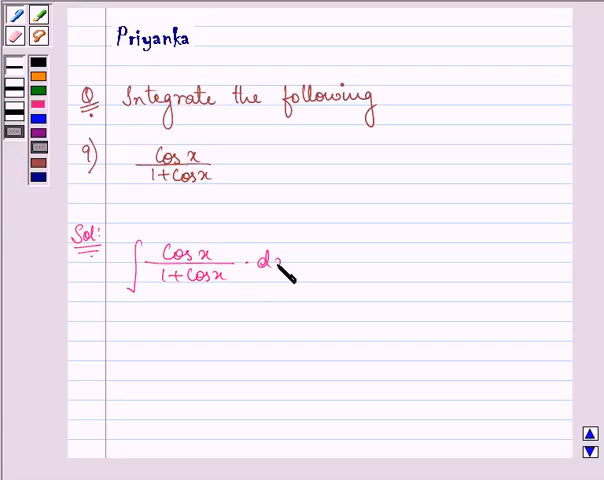 Priyanka
Q Integrate the following
9) Cos x / 1 + Cos x
Sol:
∫ Cos x / 1 + Cos x · dx